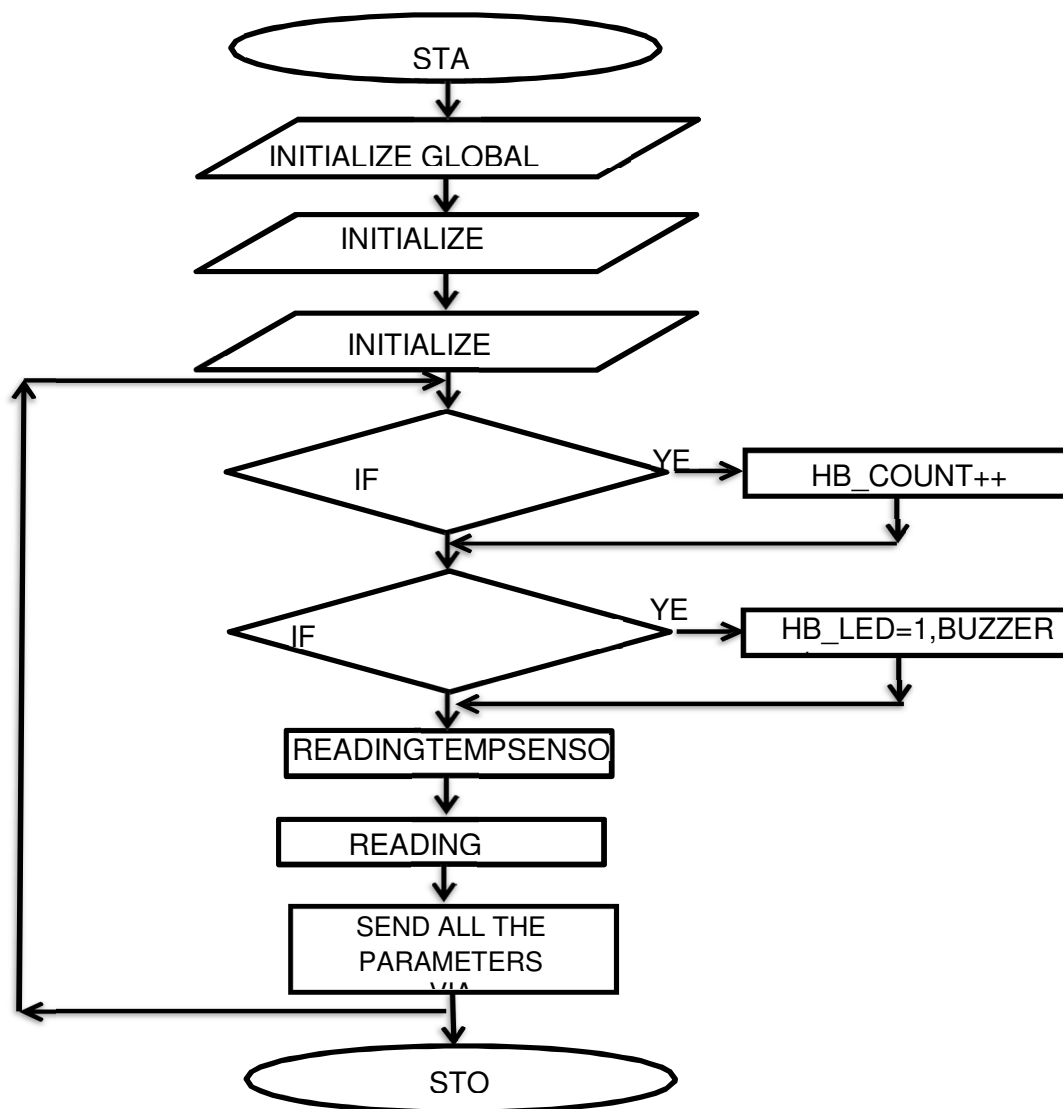 STA
INITIALIZE GLOBAL
INITIALIZE
INITIALIZE
IF
YE
HB_COUNT++
IF
YE
HB_LED=1,BUZZER
READINGTEMPSENSO
READING
SEND ALL THE
PARAMETERS
VIA
STO